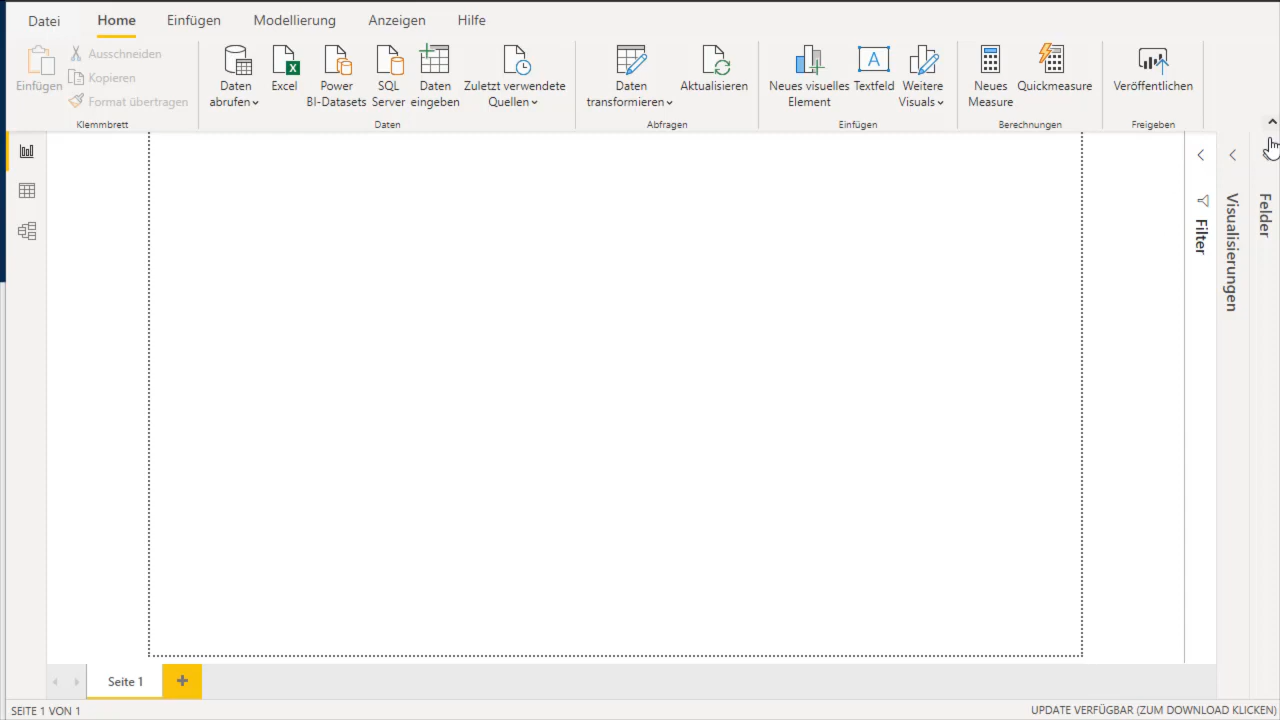 Datei Home Einfügen Modellierung Anzeigen Hilfe
Einfügen
Ausschneiden
Kopieren
Format übertragen
Klemmbrett
Daten
abrufen
Excel
Power
BI-Datasets
SQL
Server
Daten
eingeben
Zuletzt verwendete
Quellen
Daten
Daten
transformieren
Aktualisieren
Abfragen
Neues visuelles
Element
Textfeld
Weitere
Visuals
Einfügen
Neues
Measure
Quickmeasure
Berechnungen
Veröffentlichen
Freigeben
Filter
Visualisierungen
Felder
Seite 1
SEITE 1 VON 1
UPDATE VERFÜGBAR (ZUM DOWNLOAD KLICKEN)